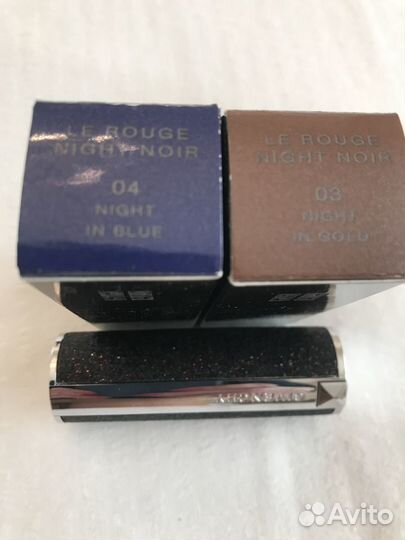 LE ROUGE
NIGHT NOIR
04
NIGHT
IN BLUE
LE ROUGE
NIGHT NOIR
03
NIGHT
IN GOLD
GIVENCHY
Avito